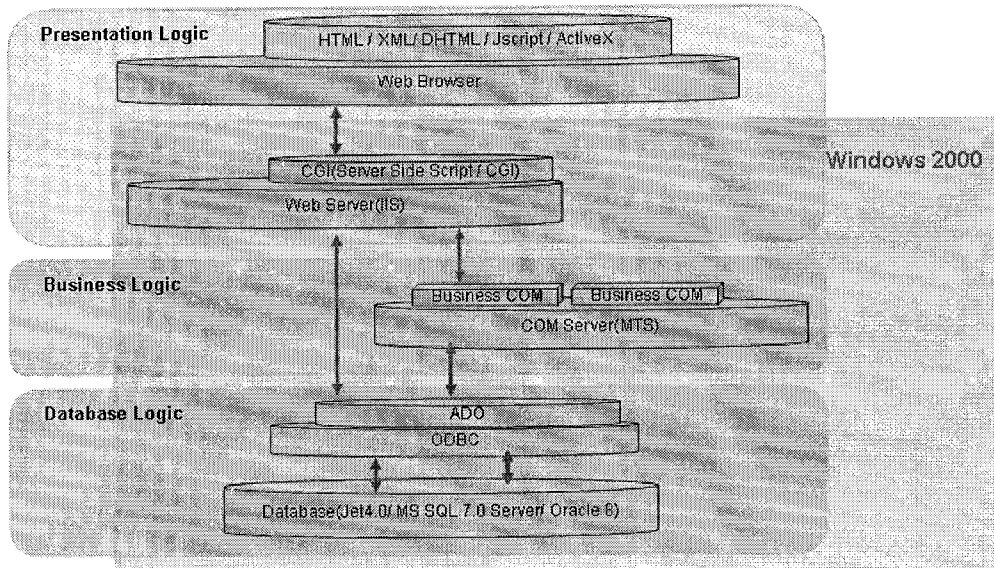 Presentation Logic
HTML / XML/ DHTML / Jscript / ActiveX
Web Browser
Windows 2000
CGI(Server Side Script / CGI)
Web Server(IIS)
Business Logic
Business COM
Business COM
COM Server(MTS)
Database Logic
ADO
ODBC
Database(Jet4.0/ MS SQL 7.0 Server/ Oracle 8)